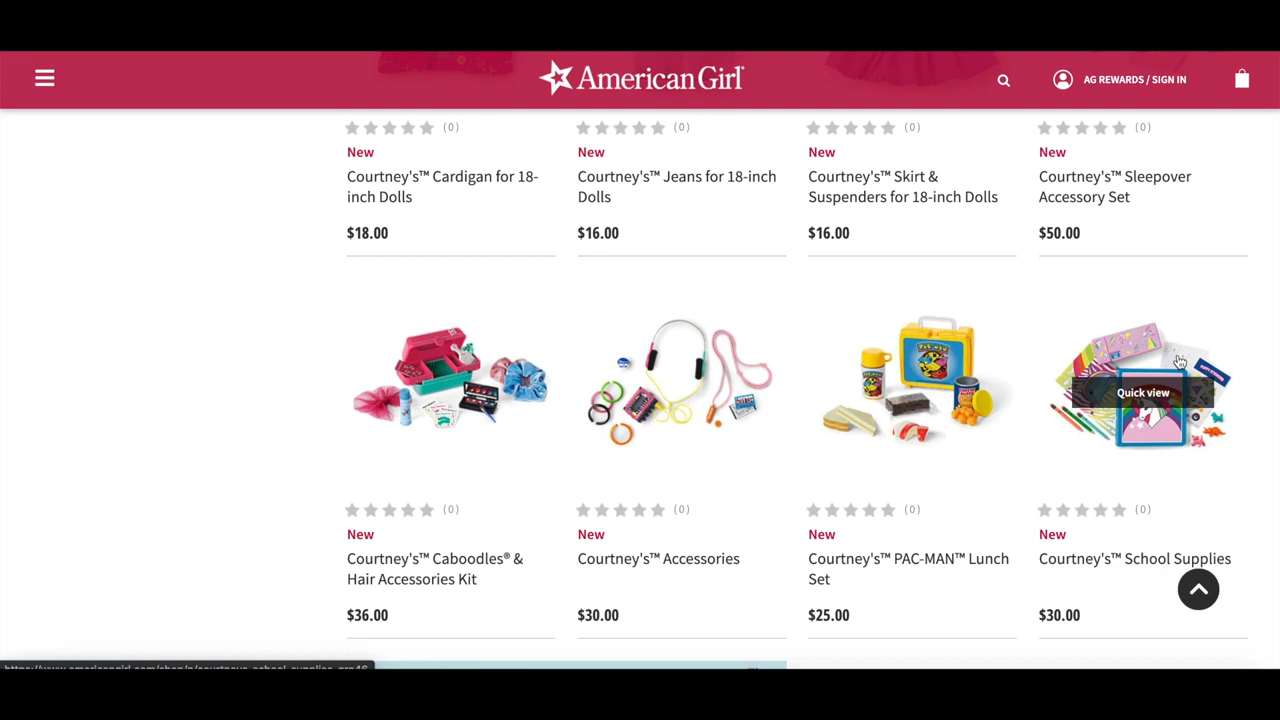 American Girl
AG REWARDS / SIGN IN
(0)
New
Courtney's™ Cardigan for 18-
inch Dolls
$18.00
(0)
New
Courtney's™ Jeans for 18-inch
Dolls
$16.00
(0)
New
Courtney's™ Skirt &
Suspenders for 18-inch Dolls
$16.00
(0)
New
Courtney's™ Sleepover
Accessory Set
$50.00
PAC-MAN
Quick view
(0)
New
Courtney's™ Caboodles® &
Hair Accessories Kit
$36.00
(0)
New
Courtney's™ Accessories
$30.00
(0)
New
Courtney's™ PAC-MAN™ Lunch
Set
$25.00
(0)
New
Courtney's™ School Supplies
$30.00